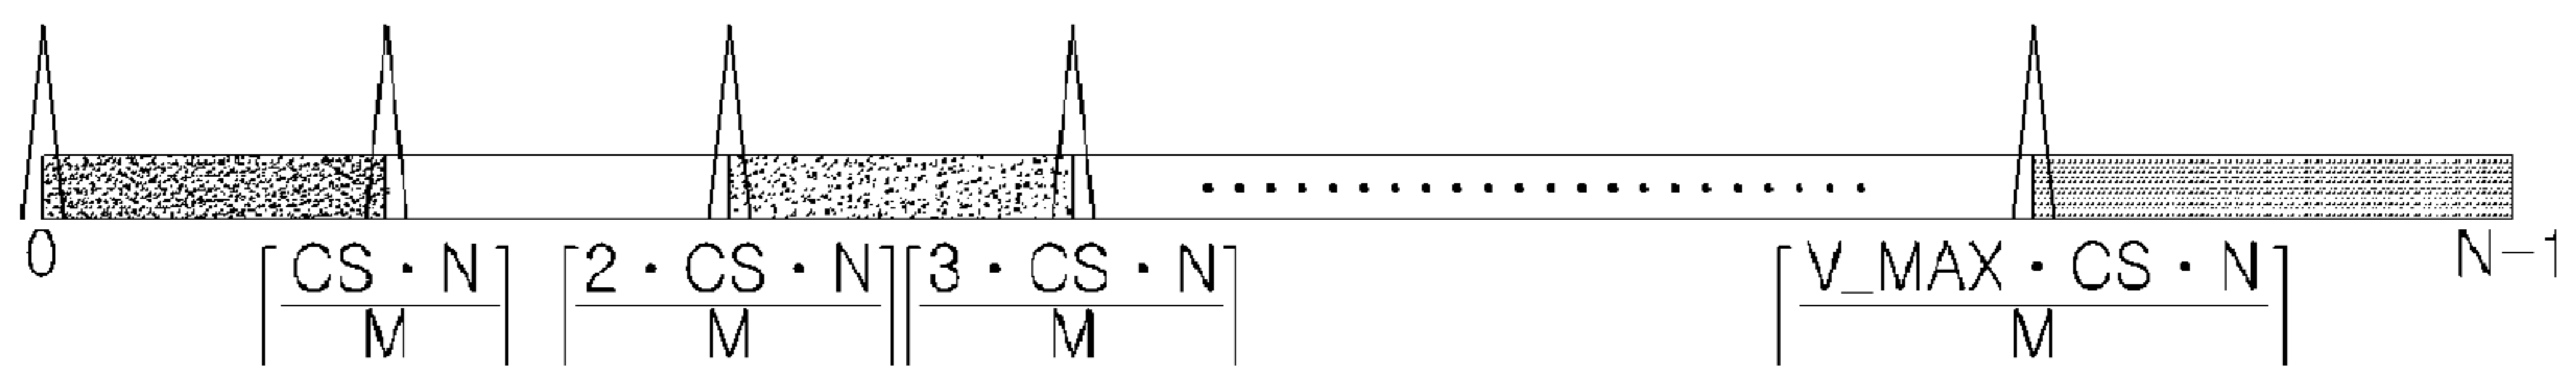 0 ⌈CS · N / M⌉ ⌈2 · CS · N / M⌉ ⌈3 · CS · N / M⌉ ⌈V_MAX · CS · N / M⌉ N-1